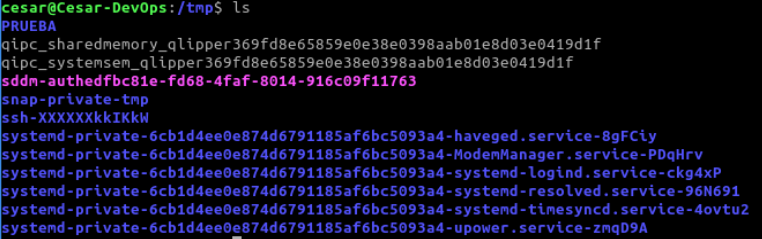 cesar@Cesar-DevOps:/tmp$ ls
PRUEBA
qipc_sharedmemory_qlipper369fd8e65859e0e38e0398aab01e8d03e0419d1f
qipc_systemsem_qlipper369fd8e65859e0e38e0398aab01e8d03e0419d1f
sddm-authedfbc81e-fd68-4faf-8014-916c09f11763
snap-private-tmp
ssh-XXXXXXkkIKkW
systemd-private-6cb1d4ee0e874d6791185af6bc5093a4-haveged.service-8gFCiy
systemd-private-6cb1d4ee0e874d6791185af6bc5093a4-ModemManager.service-PDqHrv
systemd-private-6cb1d4ee0e874d6791185af6bc5093a4-systemd-logind.service-ckg4xP
systemd-private-6cb1d4ee0e874d6791185af6bc5093a4-systemd-resolved.service-96N691
systemd-private-6cb1d4ee0e874d6791185af6bc5093a4-systemd-timesyncd.service-4ovtu2
systemd-private-6cb1d4ee0e874d6791185af6bc5093a4-upower.service-zmqD9A